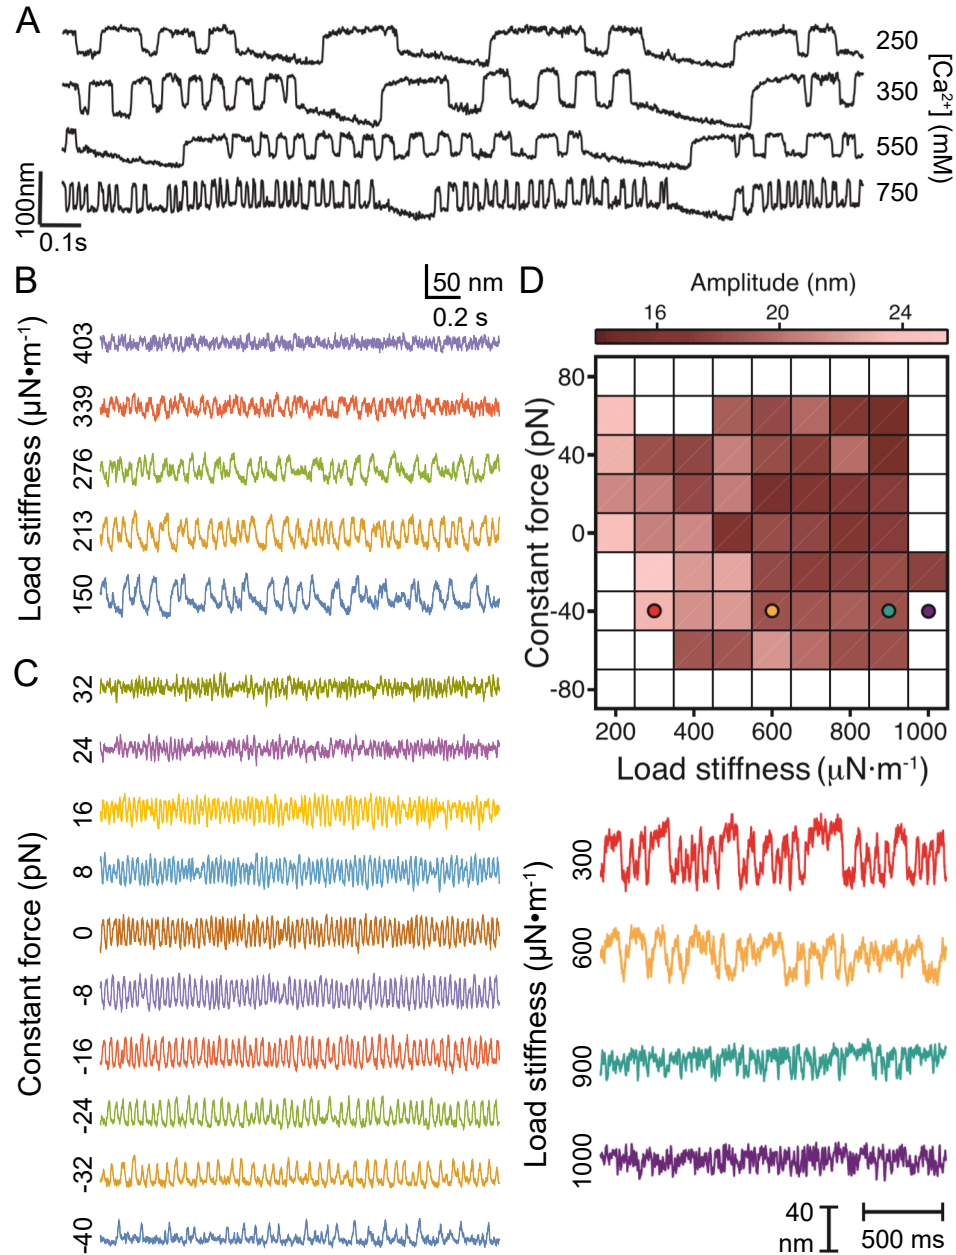 A
250
350
550
750
[Ca²⁺] (mM)
100nm
0.1s
B
50 nm
0.2 s
Load stiffness (µN•m⁻¹)
403
339
276
213
150
C
Constant force (pN)
32
24
16
8
0
-8
-16
-24
-32
-40
D
Amplitude (nm)
16
20
24
Constant force (pN)
80
40
0
-40
-80
200
400
600
800
1000
Load stiffness (µN·m⁻¹)
Load stiffness (µN•m⁻¹)
300
600
900
1000
40
nm
500 ms